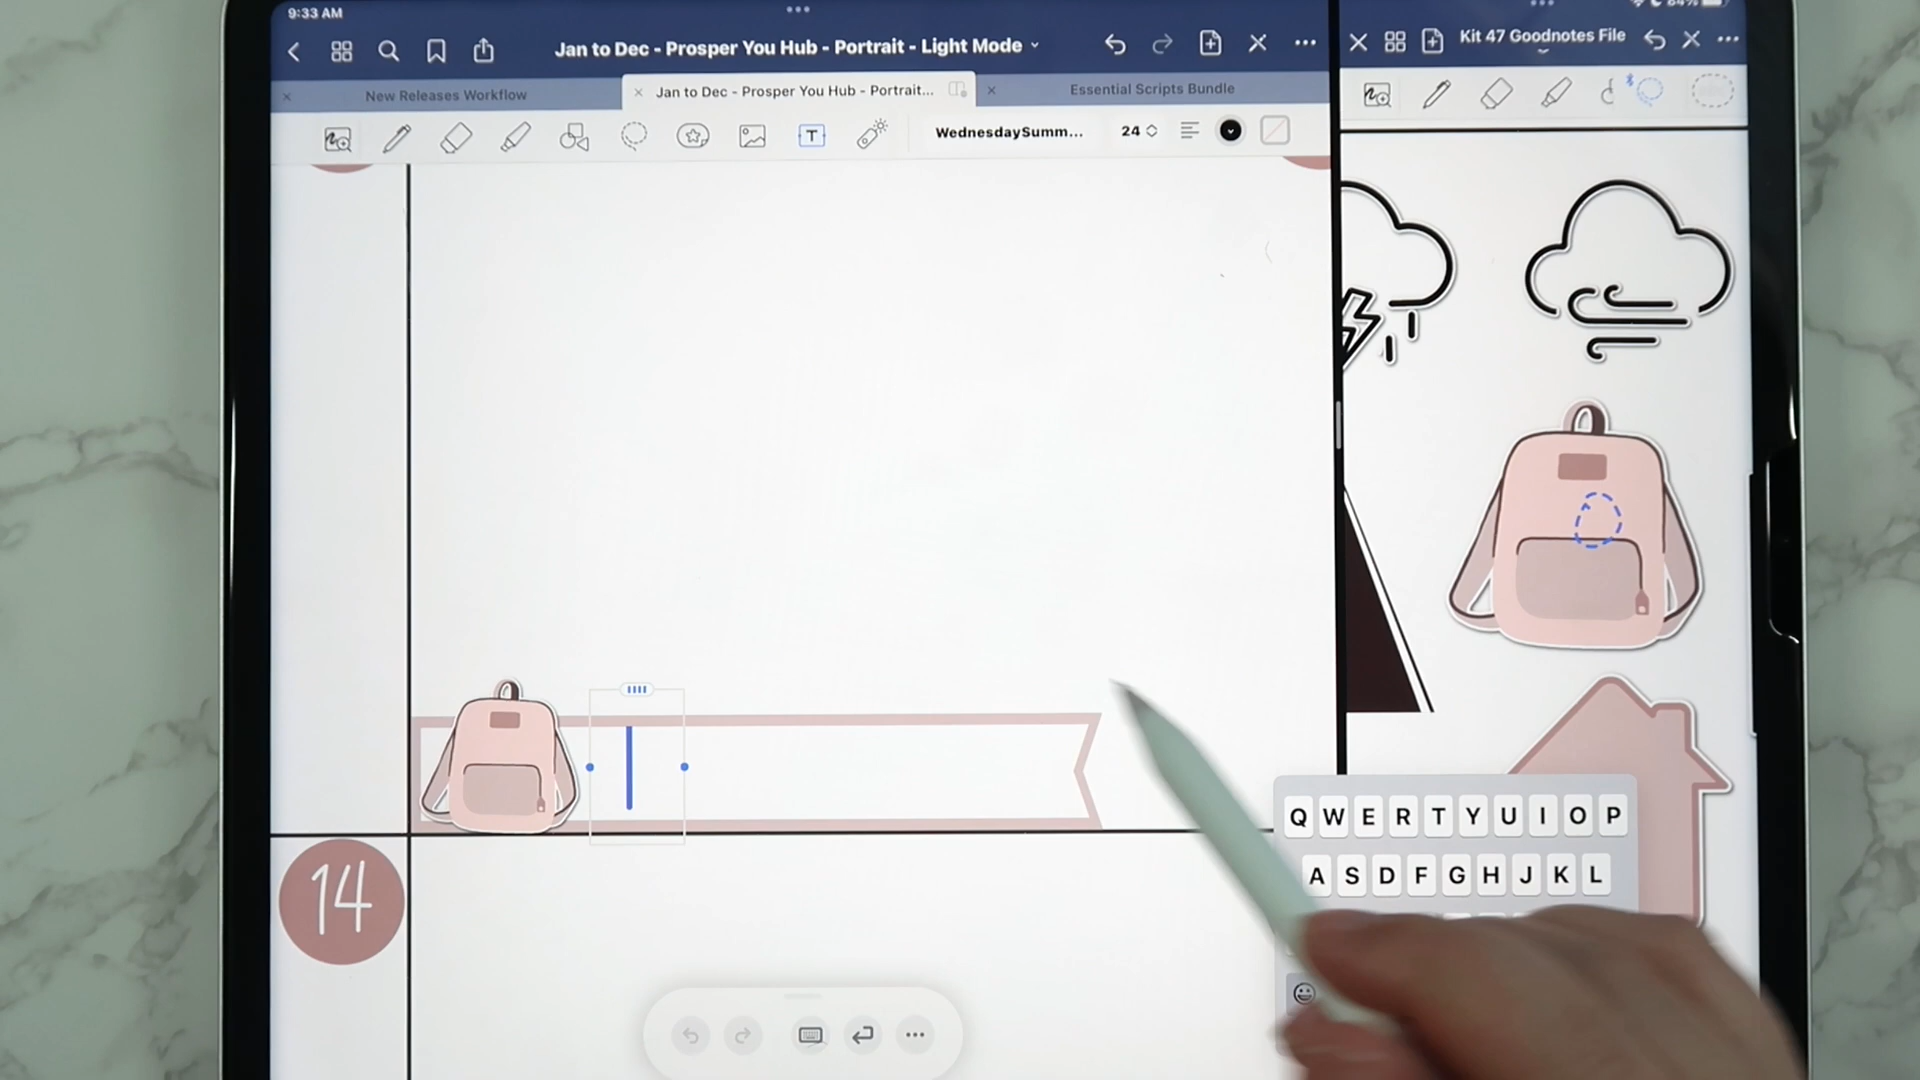 9:33 AM
84%
Jan to Dec - Prosper You Hub - Portrait - Light Mode
Kit 47 Goodnotes File
New Releases Workflow
Jan to Dec - Prosper You Hub - Portrait...
Essential Scripts Bundle
T
WednesdaySumm...
24
14
Q W E R T Y U I O P
A S D F G H J K L